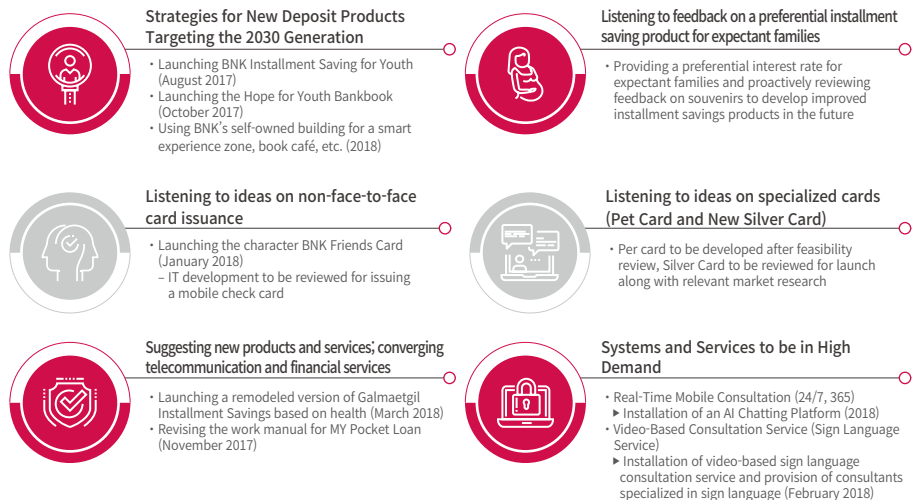 Strategies for New Deposit Products
Targeting the 2030 Generation
· Launching BNK Installment Saving for Youth
(August 2017)
· Launching the Hope for Youth Bankbook
(October 2017)
· Using BNK's self-owned building for a smart
experience zone, book café, etc. (2018)
Listening to feedback on a preferential installment
saving product for expectant families
· Providing a preferential interest rate for
expectant families and proactively reviewing
feedback on souvenirs to develop improved
installment savings products in the future
Listening to ideas on non-face-to-face
card issuance
· Launching the character BNK Friends Card
(January 2018)
– IT development to be reviewed for issuing
a mobile check card
Listening to ideas on specialized cards
(Pet Card and New Silver Card)
· Per card to be developed after feasibility
review, Silver Card to be reviewed for launch
along with relevant market research
Suggesting new products and services; converging
telecommunication and financial services
· Launching a remodeled version of Galmaetgil
Installment Savings based on health (March 2018)
· Revising the work manual for MY Pocket Loan
(November 2017)
Systems and Services to be in High
Demand
· Real-Time Mobile Consultation (24/7, 365)
▶ Installation of an AI Chatting Platform (2018)
· Video-Based Consultation Service (Sign Language
Service)
▶ Installation of video-based sign language
consultation service and provision of consultants
specialized in sign language (February 2018)